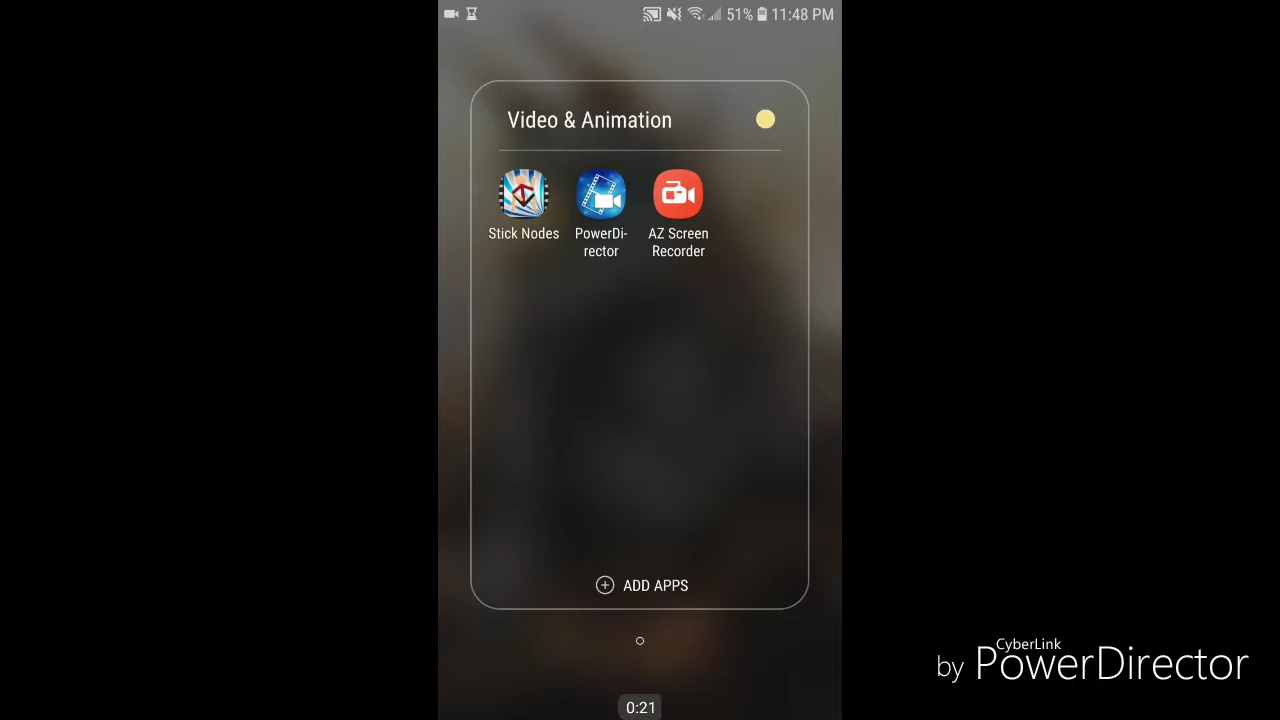 51% 11:48 PM
Video & Animation
Stick Nodes
PowerDi-
rector
AZ Screen
Recorder
ADD APPS
0:21
CyberLink
by PowerDirector